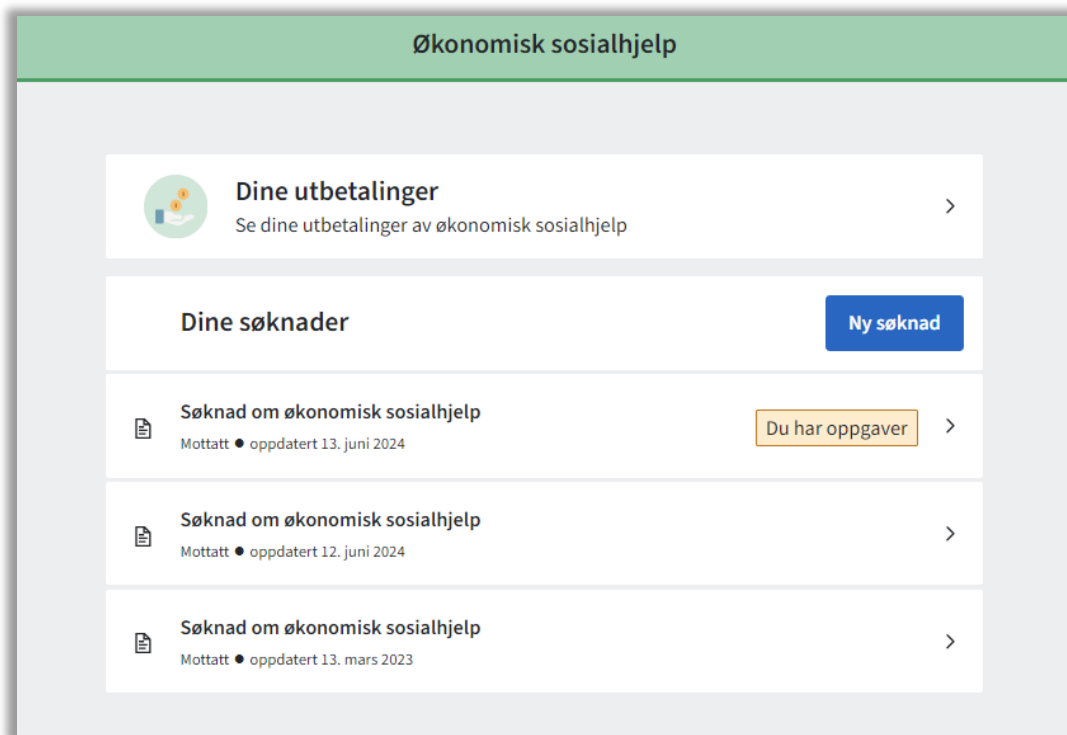 Økonomisk sosialhjelp
Dine utbetalinger
Se dine utbetalinger av økonomisk sosialhjelp
Dine søknader
Ny søknad
Søknad om økonomisk sosialhjelp
Mottatt ● oppdatert 13. juni 2024
Du har oppgaver
Søknad om økonomisk sosialhjelp
Mottatt ● oppdatert 12. juni 2024
Søknad om økonomisk sosialhjelp
Mottatt ● oppdatert 13. mars 2023